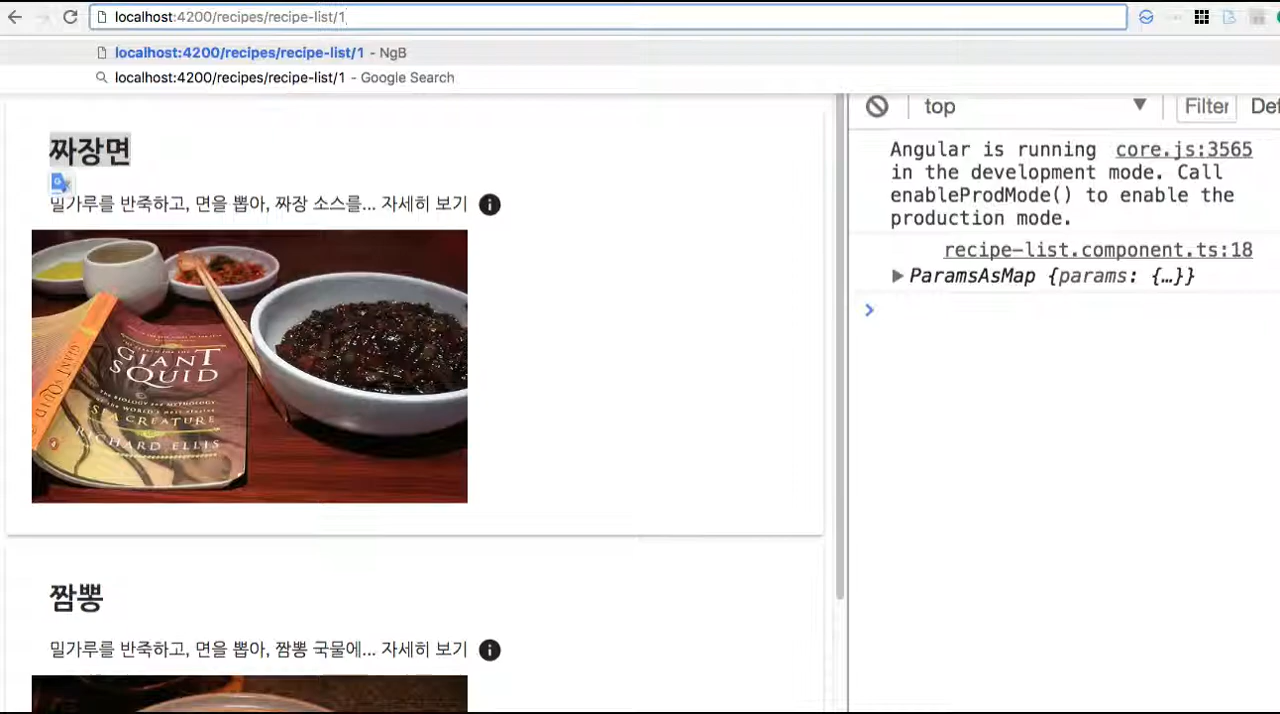 localhost:4200/recipes/recipe-list/1
localhost:4200/recipes/recipe-list/1 - NgB
localhost:4200/recipes/recipe-list/1 - Google Search
top
Filter
Def
짜장면
밀가루를 반죽하고, 면을 뽑아, 짜장 소스를... 자세히 보기
GIANT
SQUID
SEA CREATURE
RICHARD ELLIS
짬뽕
밀가루를 반죽하고, 면을 뽑아, 짬뽕 국물에... 자세히 보기
Angular is running core.js:3565
in the development mode. Call
enableProdMode() to enable the
production mode.
recipe-list.component.ts:18
ParamsAsMap {params: {…}}